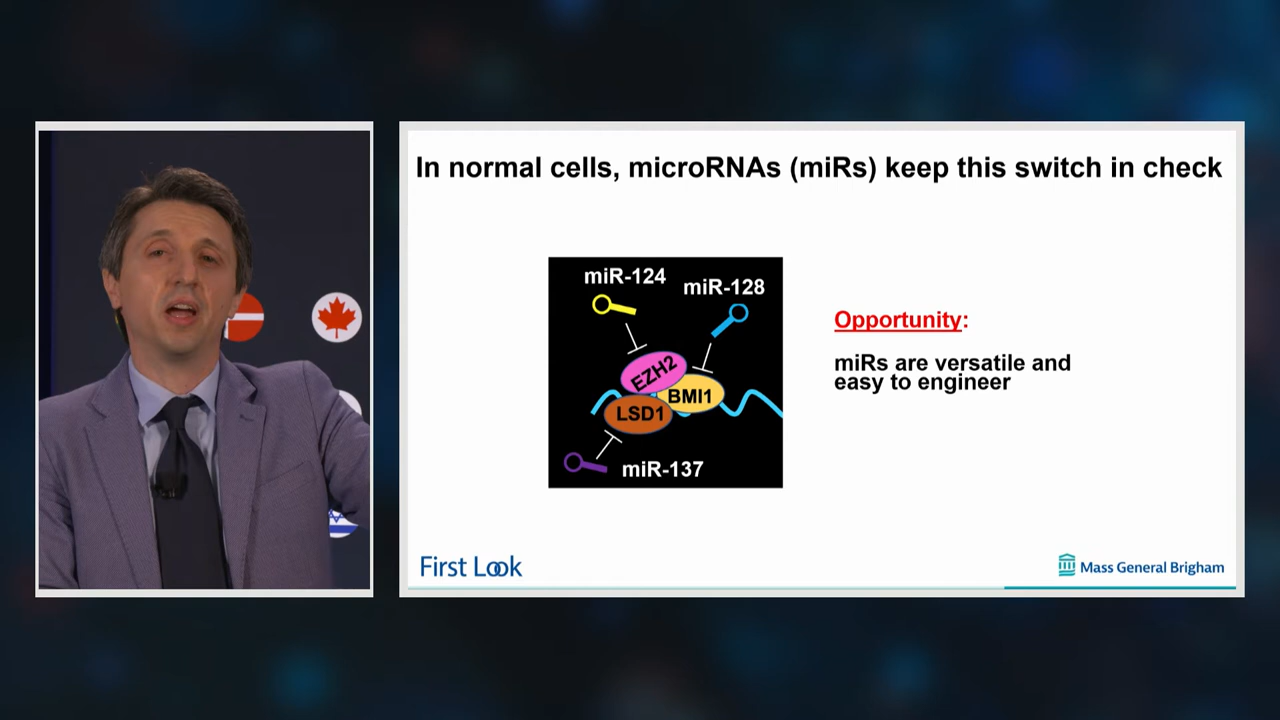 In normal cells, microRNAs (miRs) keep this switch in check
miR-124
miR-128
EZH2
BMI1
LSD1
miR-137
Opportunity:
miRs are versatile and
easy to engineer
First Look
Mass General Brigham